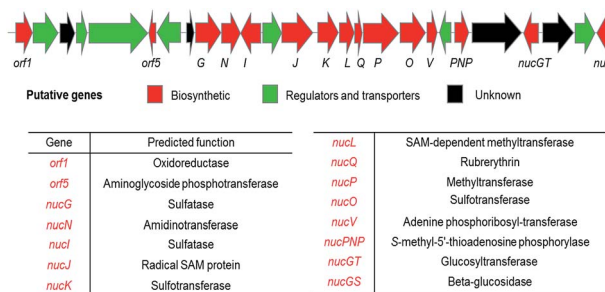 orf1 orf5 G N I J K L Q P O V PNP nucGT nu
Putative genes Biosynthetic Regulators and transporters Unknown
Gene Predicted function
orf1 Oxidoreductase
orf5 Aminoglycoside phosphotransferase
nucG Sulfatase
nucN Amidinotransferase
nucI Sulfatase
nucJ Radical SAM protein
nucK Sulfotransferase
nucL SAM-dependent methyltransferase
nucQ Rubrerythrin
nucP Methyltransferase
nucO Sulfotransferase
nucV Adenine phosphoribosyl-transferase
nucPNP S-methyl-5'-thioadenosine phosphorylase
nucGT Glucosyltransferase
nucGS Beta-glucosidase